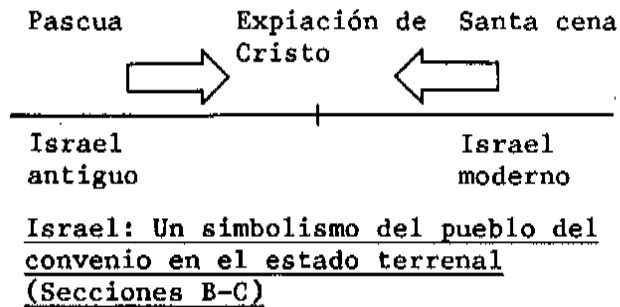 Pascua Expiación de Santa cena
Cristo
Israel Israel
antiguo moderno
Israel: Un simbolismo del pueblo del
convenio en el estado terrenal
(Secciones B-C)